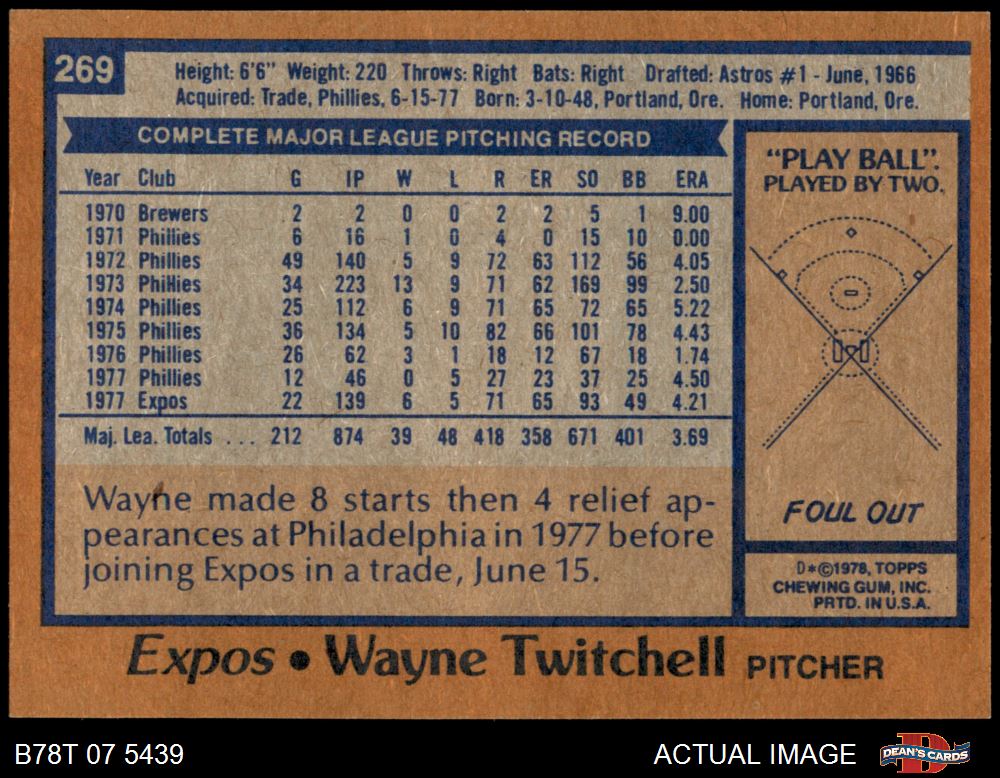 269
Height: 6'6" Weight: 220 Throws: Right Bats: Right Drafted: Astros #1 - June, 1966
Acquired: Trade, Phillies, 6-15-77 Born: 3-10-48, Portland, Ore. Home: Portland, Ore.
COMPLETE MAJOR LEAGUE PITCHING RECORD
Year Club G IP W L R ER SO BB ERA
1970 Brewers 2 2 0 0 2 2 5 1 9.00
1971 Phillies 6 16 1 0 4 0 15 10 0.00
1972 Phillies 49 140 5 9 72 63 112 56 4.05
1973 Phillies 34 223 13 9 71 62 169 99 2.50
1974 Phillies 25 112 6 9 71 65 72 65 5.22
1975 Phillies 36 134 5 10 82 66 101 78 4.43
1976 Phillies 26 62 3 1 18 12 67 18 1.74
1977 Phillies 12 46 0 5 27 23 37 25 4.50
1977 Expos 22 139 6 5 71 65 93 49 4.21
Maj. Lea. Totals ... 212 874 39 48 418 358 671 401 3.69
Wayne made 8 starts then 4 relief ap-
pearances at Philadelphia in 1977 before
joining Expos in a trade, June 15.
"PLAY BALL".
PLAYED BY TWO.
FOUL OUT
D*©1978, TOPPS
CHEWING GUM, INC.
PRTD. IN U.S.A.
Expos • Wayne Twitchell PITCHER
B78T 07 5439
ACTUAL IMAGE
DEAN'S CARDS